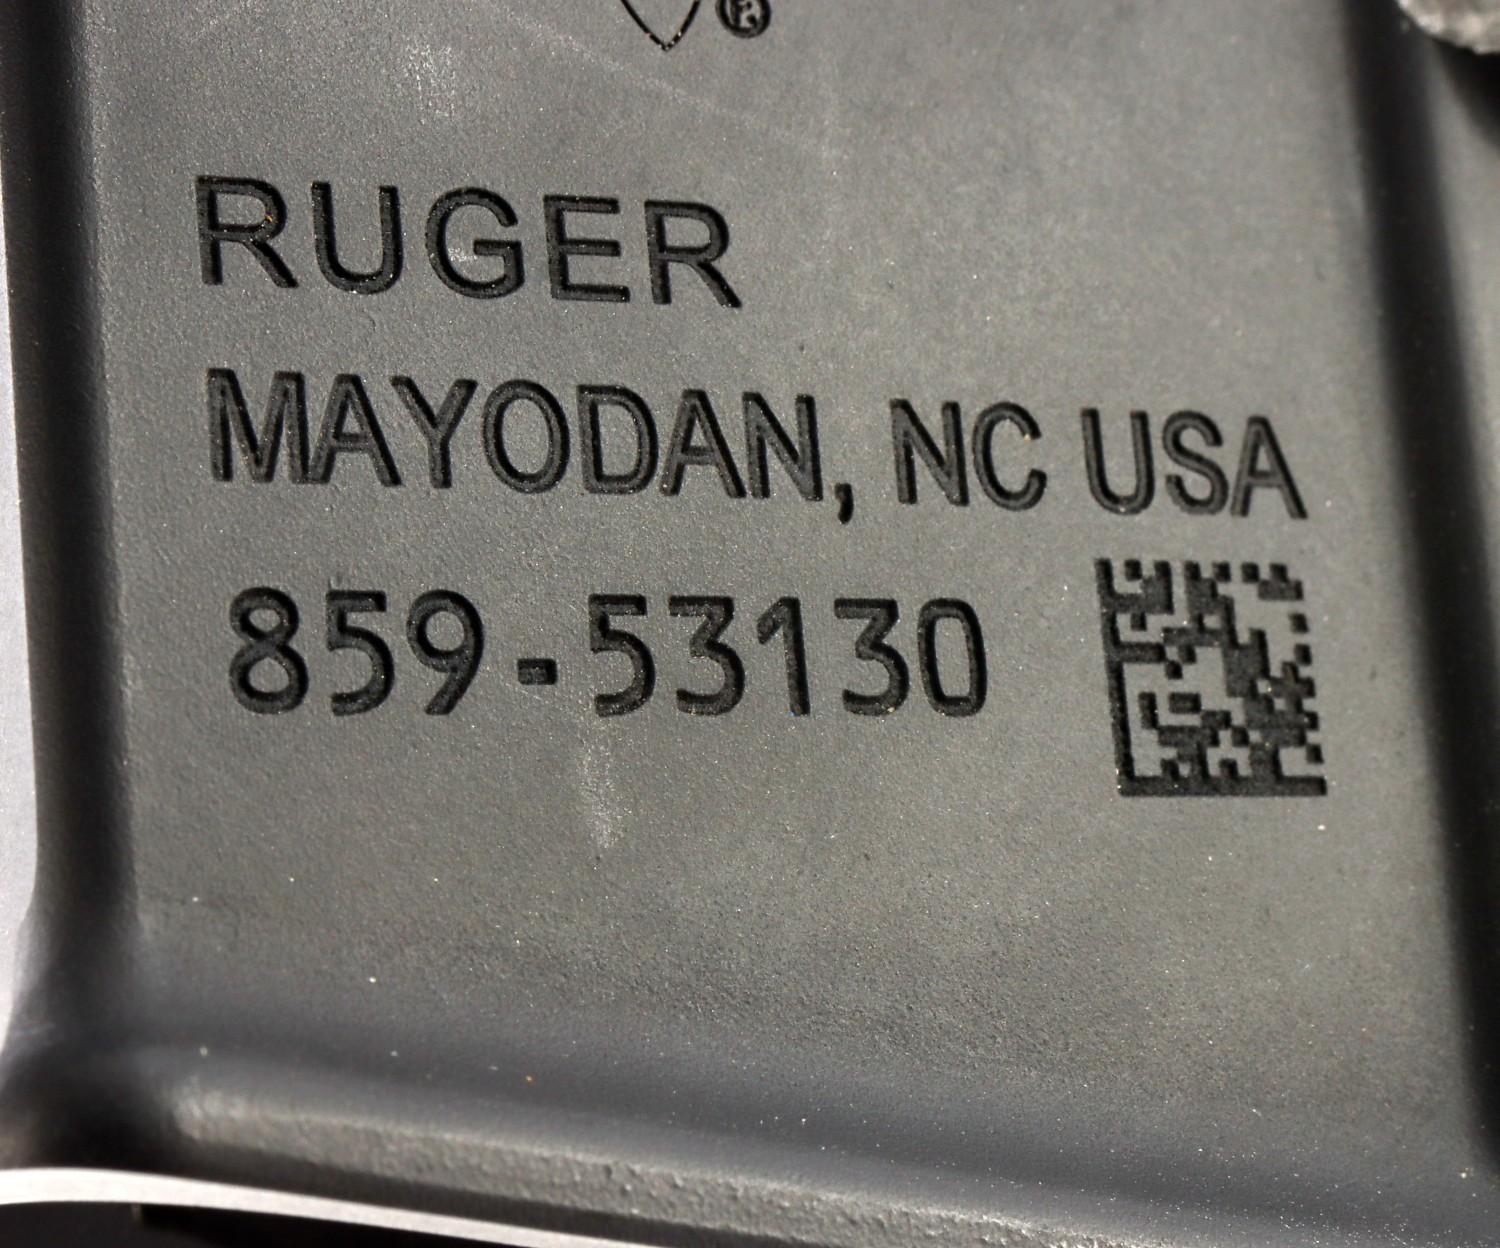 ®
RUGER
MAYODAN, NC USA
859-53130